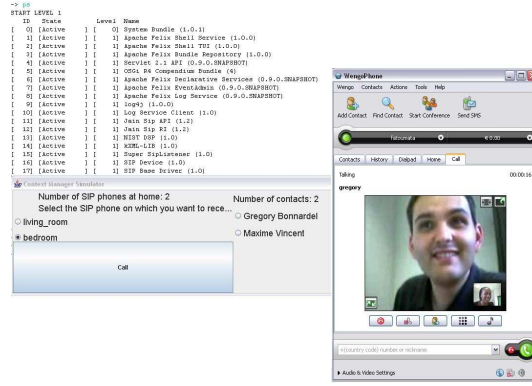 -> ps
START LEVEL 1
ID State Level Name
[ 0] [Active ] [ 0] System Bundle (1.0.1)
[ 1] [Active ] [ 1] Apache Felix Shell Service (1.0.0)
[ 2] [Active ] [ 1] Apache Felix Shell TUI (1.0.0)
[ 3] [Active ] [ 1] Apache Felix Bundle Repository (1.0.0)
[ 4] [Active ] [ 1] Servlet 2.1 API (0.9.0.SNAPSHOT)
[ 5] [Active ] [ 1] OSGi R4 Compendium Bundle (4)
[ 6] [Active ] [ 1] Apache Felix Declarative Services (0.9.0.SNAPSHOT)
[ 7] [Active ] [ 1] Apache Felix EventAdmin (0.9.0.SNAPSHOT)
[ 8] [Active ] [ 1] Apache Felix Log Service (0.9.0.SNAPSHOT)
[ 9] [Active ] [ 1] log4j (1.0.0)
[ 10] [Active ] [ 1] Log Service Client (1.0.0)
[ 11] [Active ] [ 1] Jain Sip API (1.2)
[ 12] [Active ] [ 1] Jain Sip RI (1.2)
[ 13] [Active ] [ 1] NIST DSP (1.0)
[ 14] [Active ] [ 1] kXML-LIB (1.0)
[ 15] [Active ] [ 1] Super SipListener (1.0)
[ 16] [Active ] [ 1] SIP Device (1.0)
[ 17] [Active ] [ 1] SIP Base Driver (1.0)
Context Manager Simulator
Number of SIP phones at home: 2
Select the SIP phone on which you want to rece...
living_room
bedroom
Number of contacts: 2
Gregory Bonnardel
Maxime Vincent
Call
WengoPhone
Wengo Contacts Actions Tools Help
Add Contact Find Contact Start Conference Send SMS
fatoumata € 0.00
Contacts History Dialpad Home Call
Talking 00:00:16
gregory
+(country code) number or nickname
Audio & Video Settings